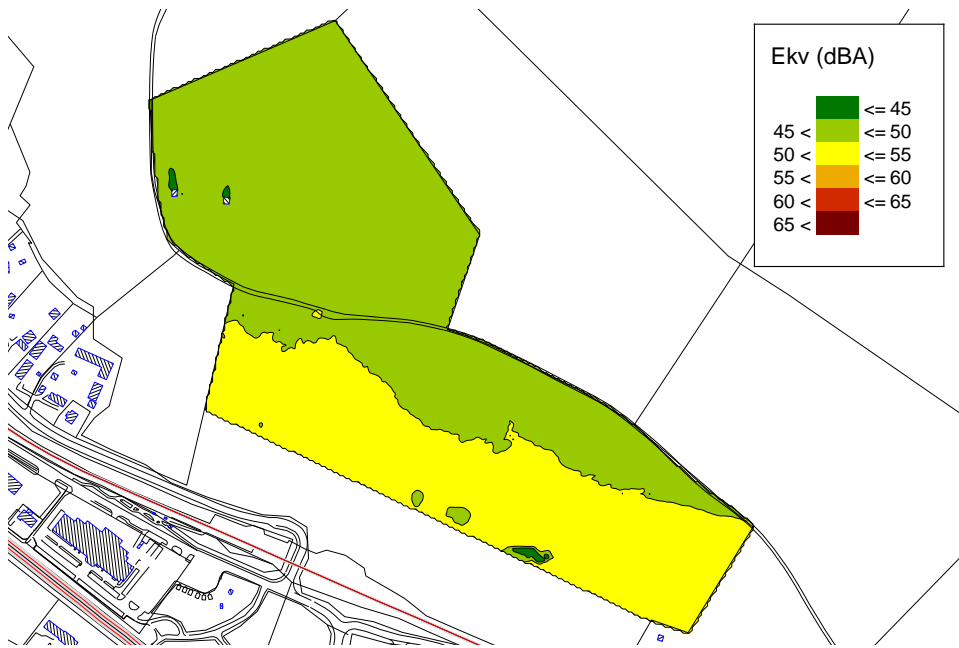 Ekv (dBA)
<= 45
45 < <= 50
50 < <= 55
55 < <= 60
60 < <= 65
65 <